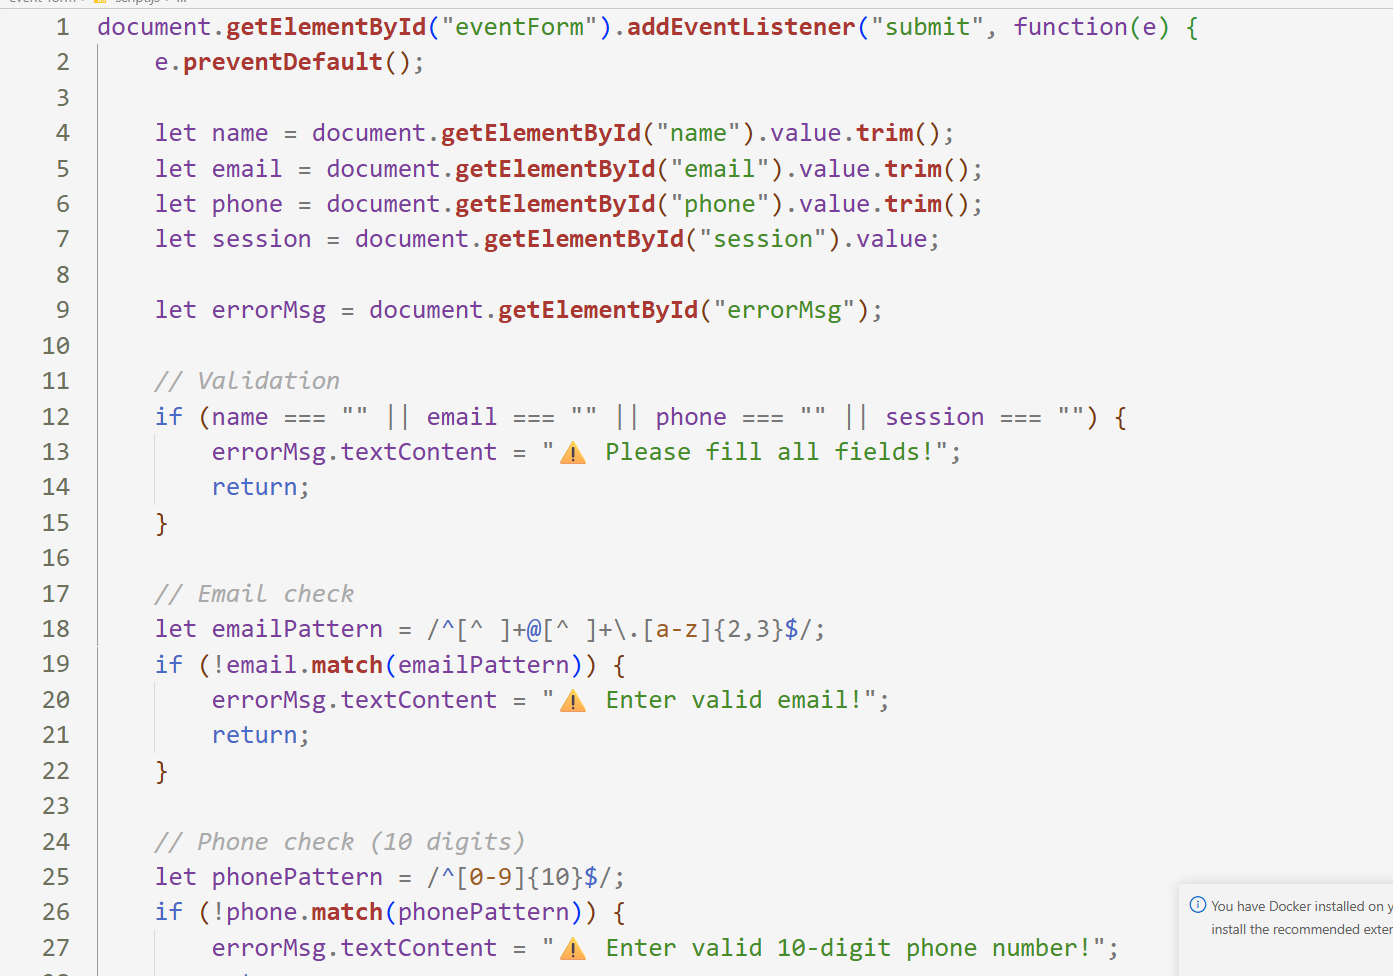 1 document.getElementById("eventForm").addEventListener("submit", function(e) {
2     e.preventDefault();
3
4     let name = document.getElementById("name").value.trim();
5     let email = document.getElementById("email").value.trim();
6     let phone = document.getElementById("phone").value.trim();
7     let session = document.getElementById("session").value;
8
9     let errorMsg = document.getElementById("errorMsg");
10
11     // Validation
12     if (name === "" || email === "" || phone === "" || session === "") {
13         errorMsg.textContent = "⚠️ Please fill all fields!";
14         return;
15     }
16
17     // Email check
18     let emailPattern = /^[^ ]+@[^ ]+\.[a-z]{2,3}$/;
19     if (!email.match(emailPattern)) {
20         errorMsg.textContent = "⚠️ Enter valid email!";
21         return;
22     }
23
24     // Phone check (10 digits)
25     let phonePattern = /^[0-9]{10}$/;
26     if (!phone.match(phonePattern)) {
27         errorMsg.textContent = "⚠️ Enter valid 10-digit phone number!";
You have Docker installed on
install the recommended